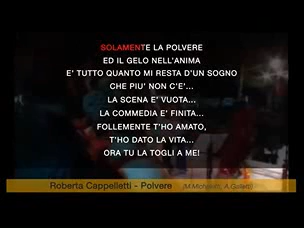 SOLAMENTE LA POLVERE
ED IL GELO NELL'ANIMA
E' TUTTO QUANTO MI RESTA D'UN SOGNO
CHE PIU' NON C'E'...
LA SCENA E' VUOTA...
LA COMMEDIA E' FINITA...
FOLLEMENTE T'HO AMATO,
T'HO DATO LA VITA...
ORA TU LA TOGLI A ME!
Roberta Cappelletti - Polvere